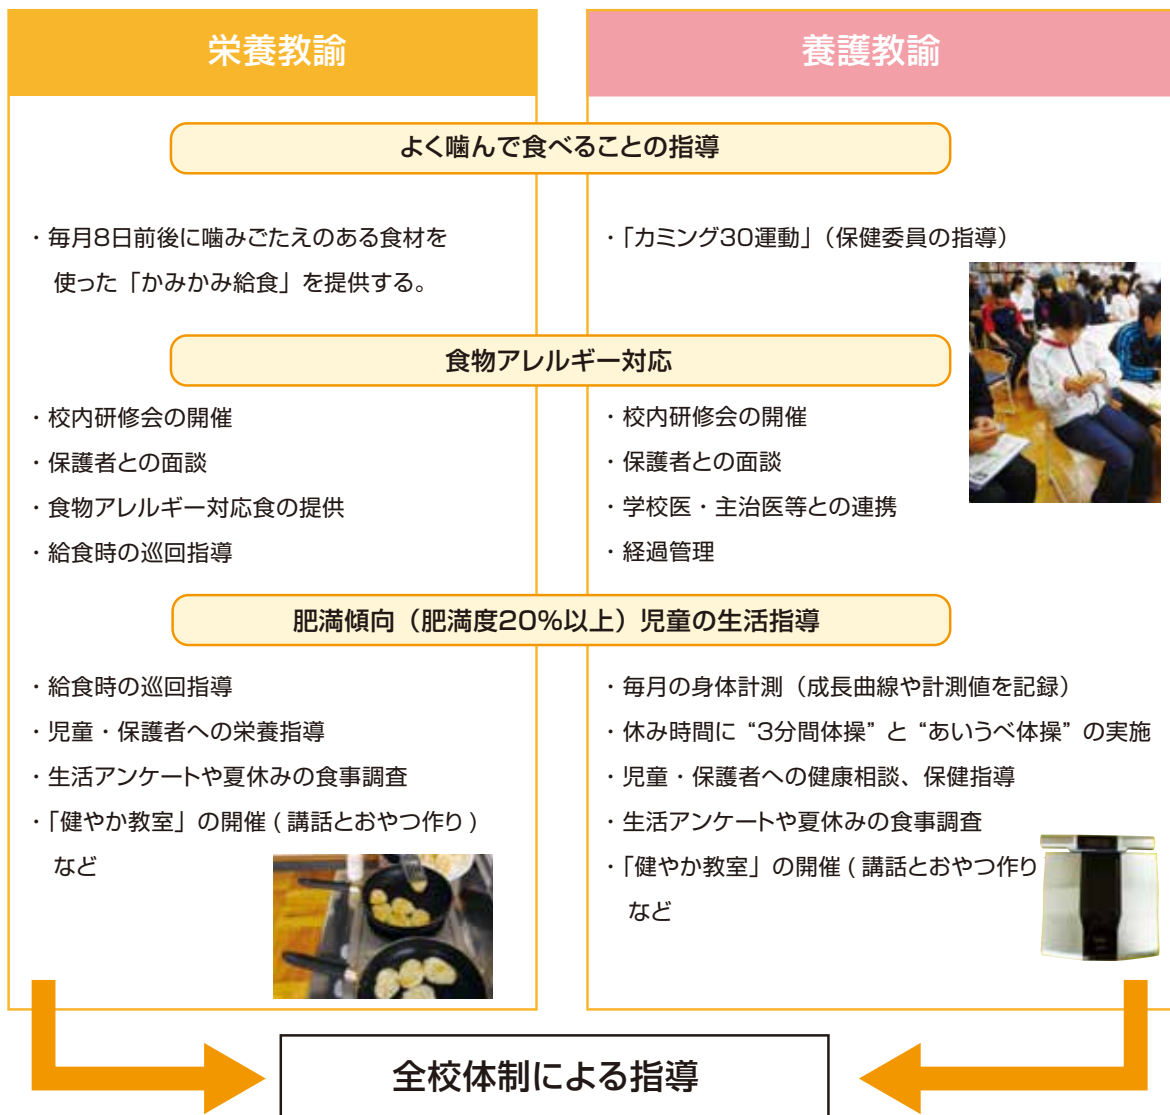 栄養教諭
養護教諭
よく噛んで食べることの指導
・毎月8日前後に噛みごたえのある食材を
使った「かみかみ給食」を提供する。
・「カミング30運動」（保健委員の指導）
食物アレルギー対応
・校内研修会の開催
・保護者との面談
・食物アレルギー対応食の提供
・給食時の巡回指導
・校内研修会の開催
・保護者との面談
・学校医・主治医等との連携
・経過管理
肥満傾向（肥満度20%以上）児童の生活指導
・給食時の巡回指導
・児童・保護者への栄養指導
・生活アンケートや夏休みの食事調査
・「健やか教室」の開催 ( 講話とおやつ作り )
など
・毎月の身体計測（成長曲線や計測値を記録）
・休み時間に“3分間体操”と“あいうべ体操”の実施
・児童・保護者への健康相談、保健指導
・生活アンケートや夏休みの食事調査
・「健やか教室」の開催 ( 講話とおやつ作り
など
全校体制による指導